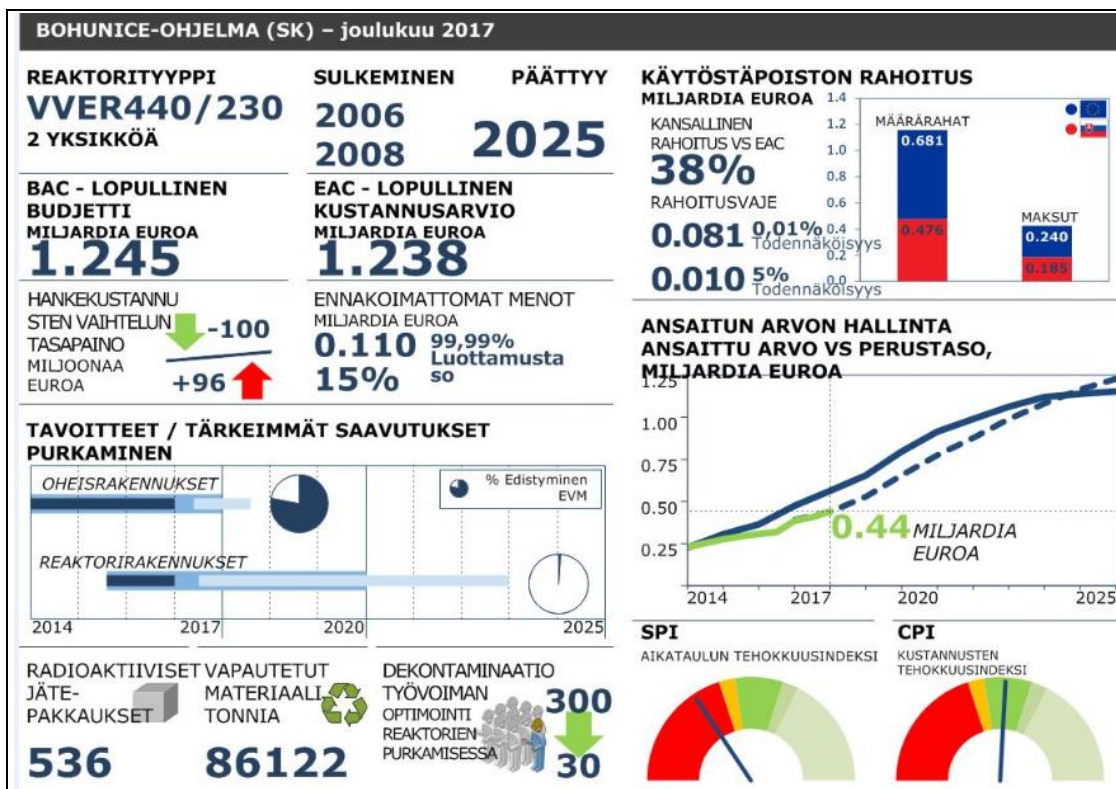 BOHUNICE-OHJELMA (SK) – joulukuu 2017
REAKTORITYYPPI
VVER440/230
2 YKSIKKÖÄ
SULKEMINEN
2006
2008
PÄÄTTYY
2025
BAC - LOPULLINEN
BUDJETTI
MILJARDIA EUROA
1.245
EAC - LOPULLINEN
KUSTANNUSARVIO
MILJARDIA EUROA
1.238
HANKEKUSTANNU
STEN VAIHTELUN
TASAPAINO
MILJOONAA
EUROA
-100
+96
ENNAKOIMATTOMAT MENOT
MILJARDIA EUROA
0.110
15%
99,99%
Luottamusta
so
KÄYTÖSTÄPOISTON RAHOITUS
MILJARDIA EUROA
KANSALLINEN
RAHOITUS VS EAC
38%
RAHOITUSVAJE
0.081 0,01%
Todennäköisyys
0.010 5%
Todennäköisyys
1.4
1.2
1.0
0.8
0.6
0.4
0.2
0.0
MÄÄRÄRAHAT
0.681
0.476
MAKSUT
0.240
0.185
ANSAITUN ARVON HALLINTA
ANSAITTU ARVO VS PERUSTASO,
MILJARDIA EUROA
1.25
1.00
0.75
0.50
0.25
0.44 MILJARDIA
EUROA
2014
2017
2020
2025
TAVOITTEET / TÄRKEIMMÄT SAAVUTUKSET
PURKAMINEN
OHEISRAKENNUKSET
% Edistyminen
EVM
REAKTORIRAKENNUKSET
2014
2017
2020
2025
RADIOAKTIIVISET
JÄTE-
PAKKAUKSET
536
VAPAUTETUT
MATERIAALI
TONNIA
86122
DEKONTAMINAATIO
TYÖVOIMAN
OPTIMOINTI
REAKTORIEN
PURKAMISESSA
300
30
SPI
AIKATAULUN TEHOKKUUSINDEKSI
CPI
KUSTANNUSTEN
TEHOKKUUSINDEKSI